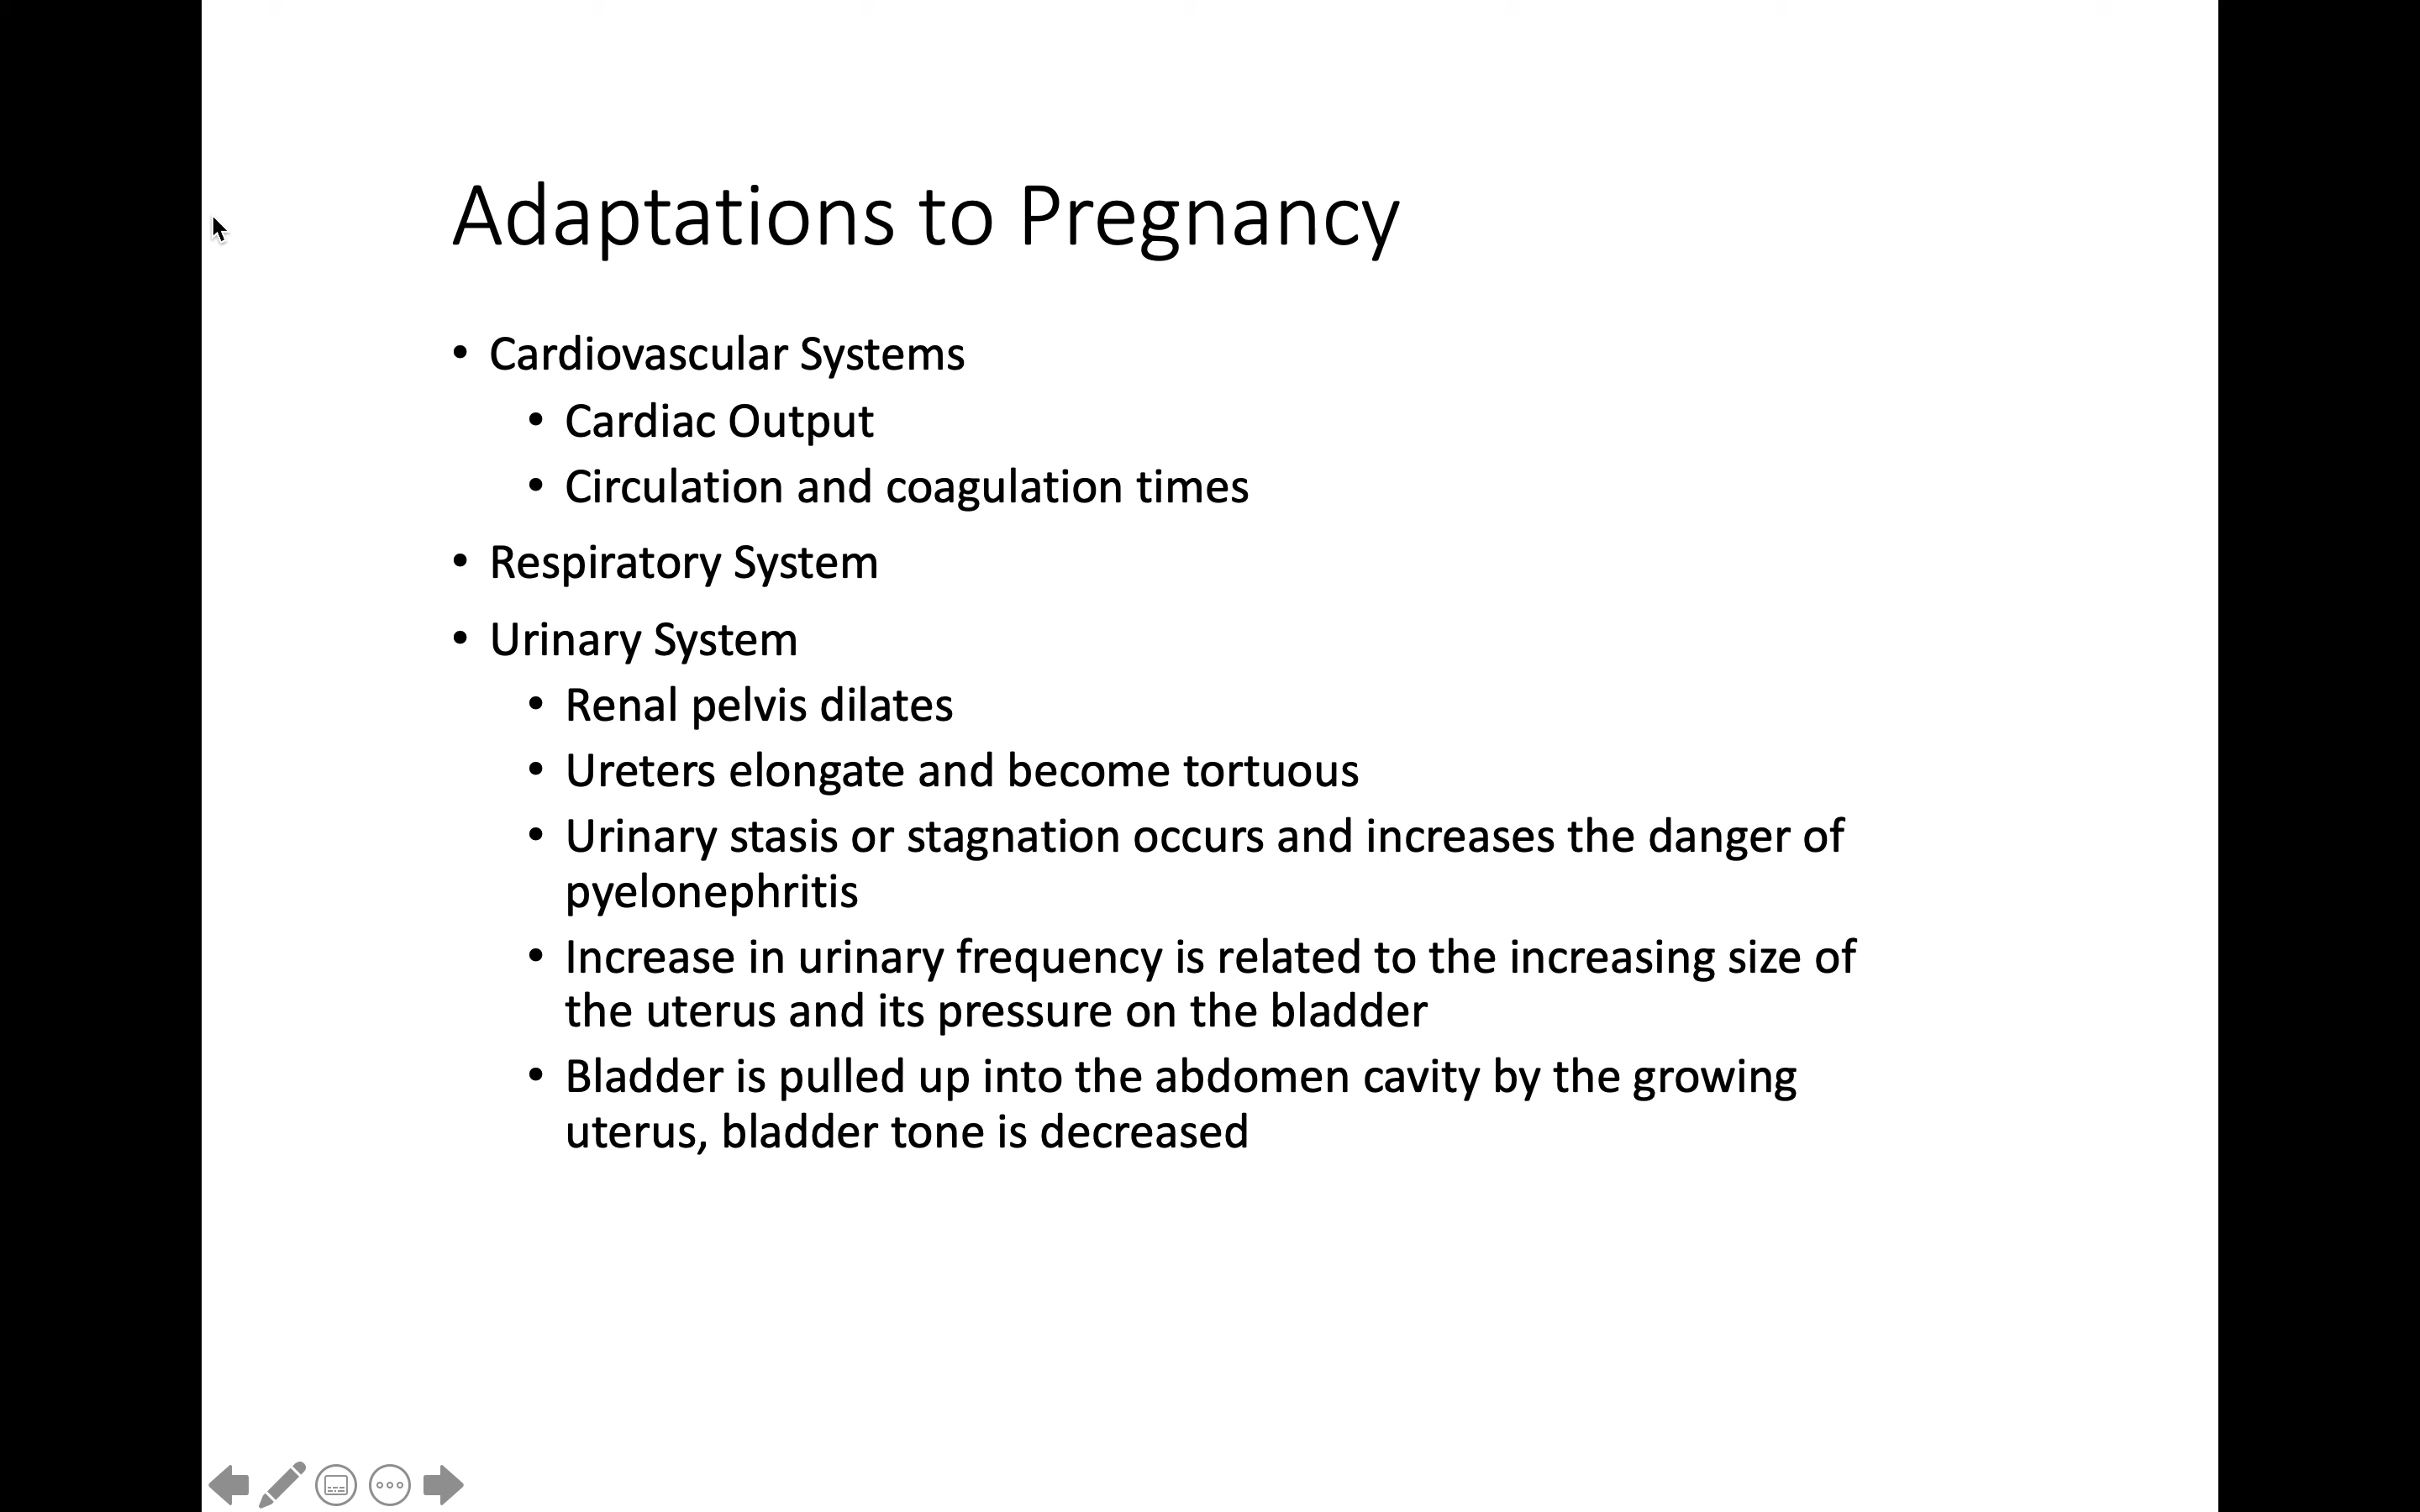 Adaptations to Pregnancy
• Cardiovascular Systems
• Cardiac Output
• Circulation and coagulation times
• Respiratory System
• Urinary System
• Renal pelvis dilates
• Ureters elongate and become tortuous
• Urinary stasis or stagnation occurs and increases the danger of
pyelonephritis
• Increase in urinary frequency is related to the increasing size of
the uterus and its pressure on the bladder
• Bladder is pulled up into the abdomen cavity by the growing
uterus, bladder tone is decreased